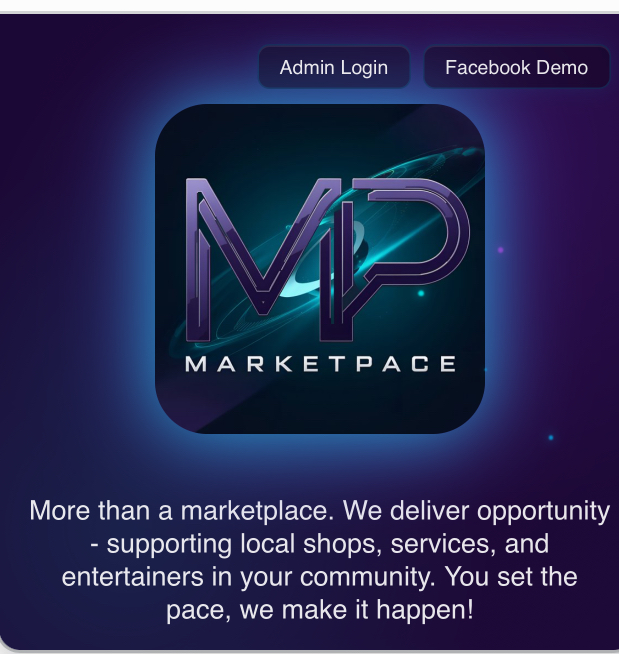 Admin Login
Facebook Demo
MP
MARKETPACE
More than a marketplace. We deliver opportunity
- supporting local shops, services, and
entertainers in your community. You set the
pace, we make it happen!